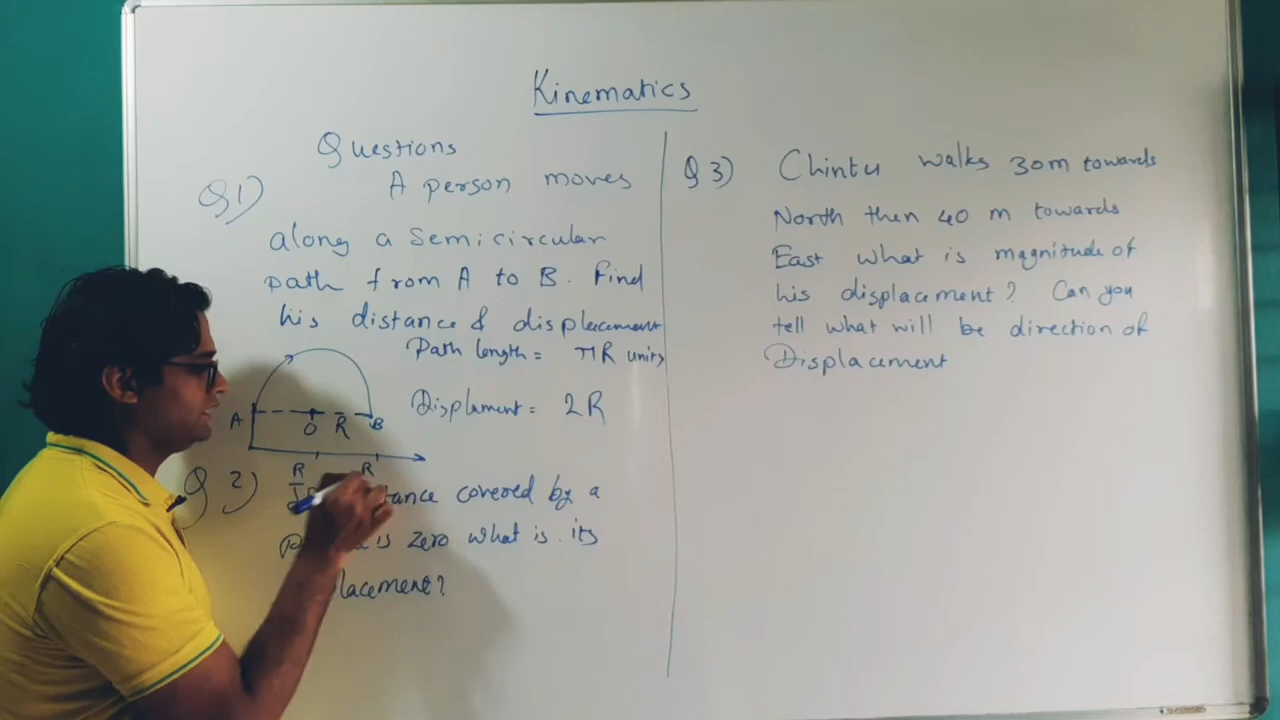 Kinematics
Questions
Q1) A person moves
along a semicircular
path from A to B. Find
his distance & displacement
Path length = πR units
A O R B
Displament = 2R
R R
Q 2) covered by a
is zero what is its
Q 3) Chintu walks 30m towards
North then 40 m towards
East what is magnitude of
his displacement? Can you
tell what will be direction of
Displacement